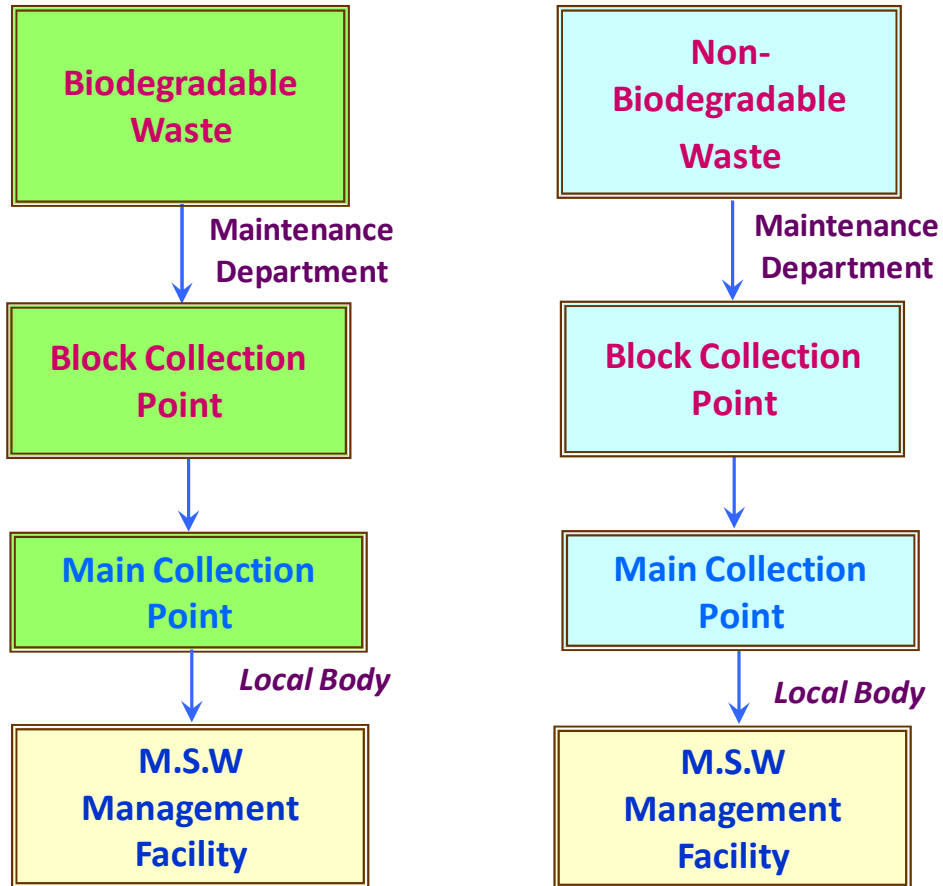 Biodegradable
Waste
Maintenance
Department
Block Collection
Point
Main Collection
Point
Local Body
M.S.W
Management
Facility
Non-
Biodegradable
Waste
Maintenance
Department
Block Collection
Point
Main Collection
Point
Local Body
M.S.W
Management
Facility